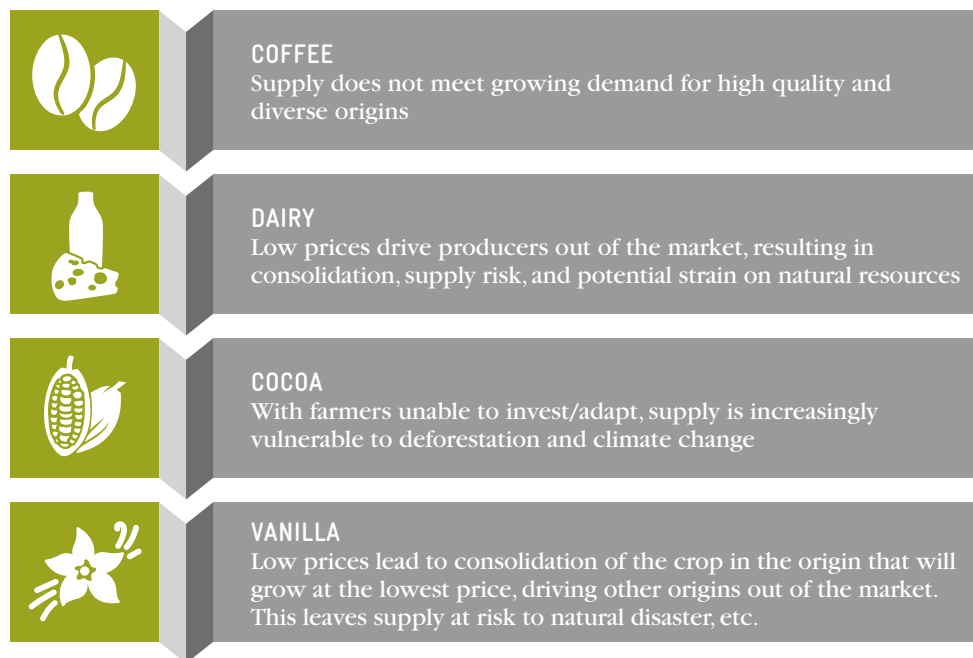 COFFEE
Supply does not meet growing demand for high quality and
diverse origins
DAIRY
Low prices drive producers out of the market, resulting in
consolidation, supply risk, and potential strain on natural resources
COCOA
With farmers unable to invest/adapt, supply is increasingly
vulnerable to deforestation and climate change
VANILLA
Low prices lead to consolidation of the crop in the origin that will
grow at the lowest price, driving other origins out of the market.
This leaves supply at risk to natural disaster, etc.